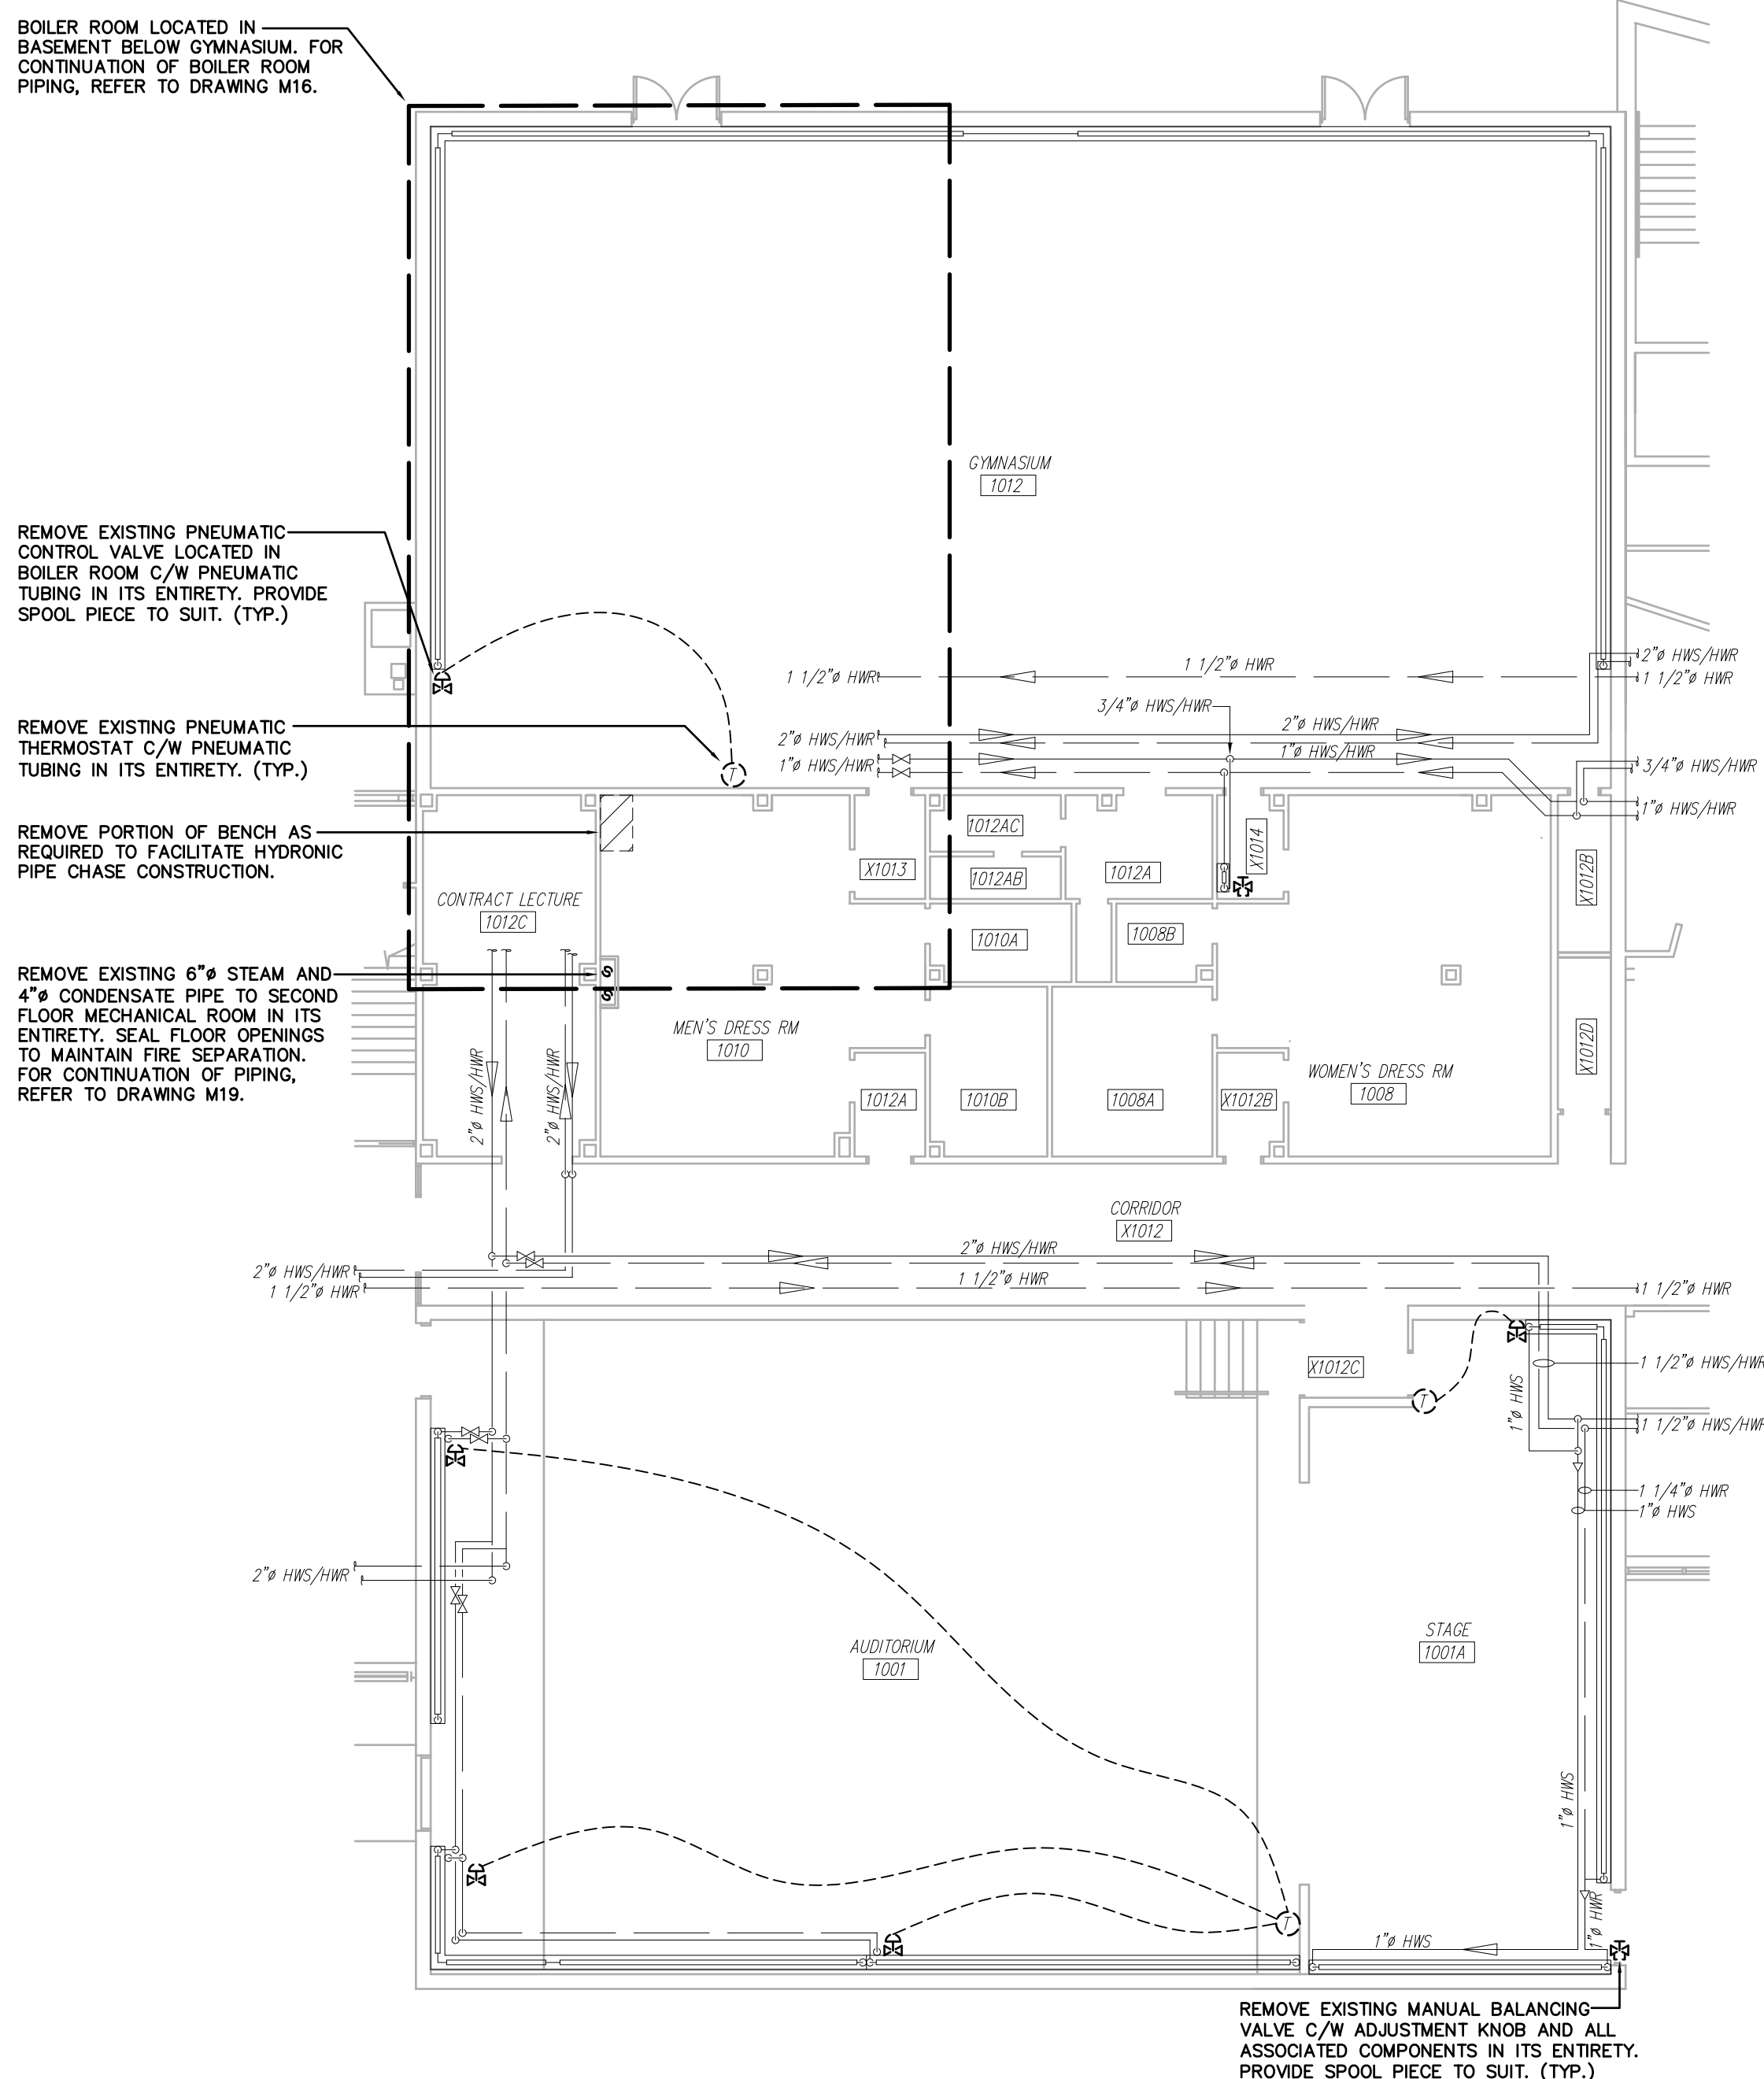 BOILER ROOM LOCATED IN
BASEMENT BELOW GYMNASIUM. FOR
CONTINUATION OF BOILER ROOM
PIPING, REFER TO DRAWING M16.
GYMNASIUM
1012
REMOVE EXISTING PNEUMATIC
CONTROL VALVE LOCATED IN
BOILER ROOM C/W PNEUMATIC
TUBING IN ITS ENTIRETY. PROVIDE
SPOOL PIECE TO SUIT. (TYP.)
1 1/2"ø HWR
1 1/2"ø HWR
2"ø HWS/HWR
1 1/2"ø HWR
3/4"ø HWS/HWR
REMOVE EXISTING PNEUMATIC
THERMOSTAT C/W PNEUMATIC
TUBING IN ITS ENTIRETY. (TYP.)
T
2"ø HWS/HWR
2"ø HWS/HWR
1"ø HWS/HWR
1"ø HWS/HWR
3/4"ø HWS/HWR
1"ø HWS/HWR
REMOVE PORTION OF BENCH AS
REQUIRED TO FACILITATE HYDRONIC
PIPE CHASE CONSTRUCTION.
1012AC
X1014
X1013
1012AB
1012A
X1012B
CONTRACT LECTURE
1012C
1010A
1008B
REMOVE EXISTING 6"ø STEAM AND
4"ø CONDENSATE PIPE TO SECOND
FLOOR MECHANICAL ROOM IN ITS
ENTIRETY. SEAL FLOOR OPENINGS
TO MAINTAIN FIRE SEPARATION.
FOR CONTINUATION OF PIPING,
REFER TO DRAWING M19.
S
S
MEN'S DRESS RM
1010
WOMEN'S DRESS RM
1008
X1012D
2"ø HWS/HWR
2"ø HWS/HWR
1012A
1010B
1008A
X1012B
CORRIDOR
X1012
2"ø HWS/HWR
2"ø HWS/HWR
1 1/2"ø HWR
1 1/2"ø HWR
1 1/2"ø HWR
X1012C
T
1"ø HWS
1 1/2"ø HWS/HWR
1 1/2"ø HWS/HWR
1 1/4"ø HWR
1"ø HWS
2"ø HWS/HWR
AUDITORIUM
1001
STAGE
1001A
1"ø HWS
T
1"ø HWS
1"ø HWR
REMOVE EXISTING MANUAL BALANCING
VALVE C/W ADJUSTMENT KNOB AND ALL
ASSOCIATED COMPONENTS IN ITS ENTIRETY.
PROVIDE SPOOL PIECE TO SUIT. (TYP.)